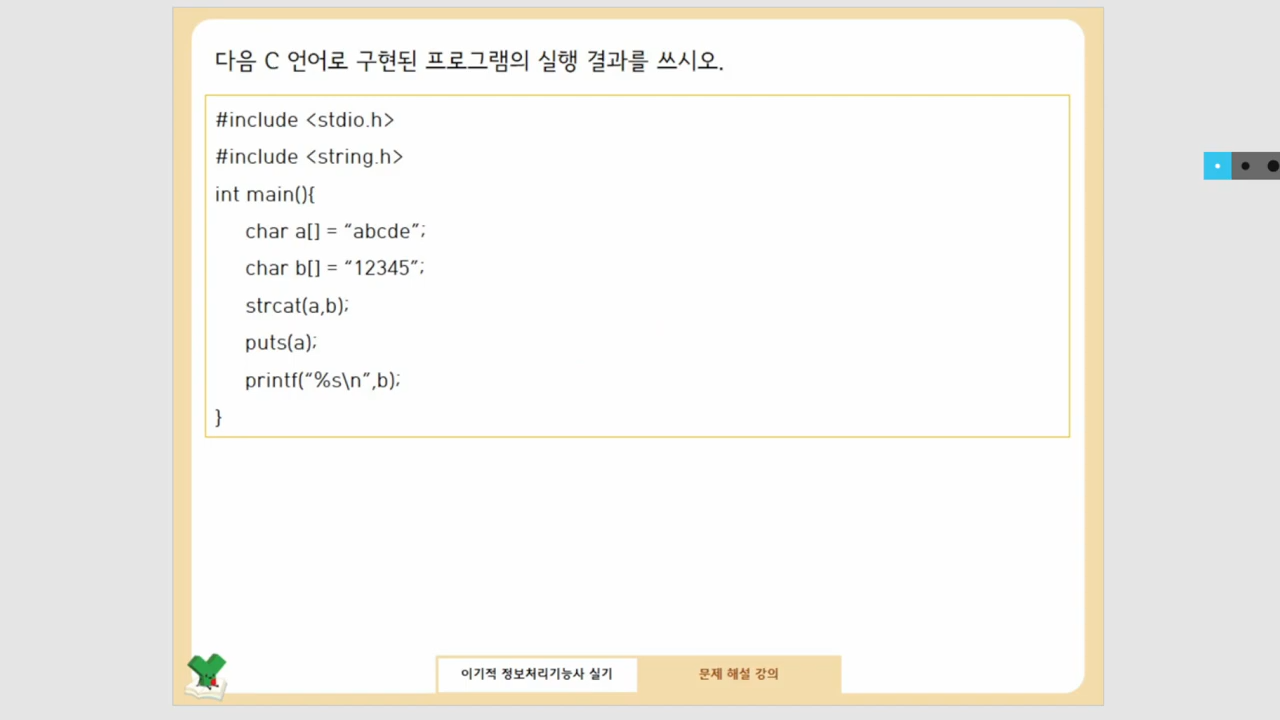 다음 C 언어로 구현된 프로그램의 실행 결과를 쓰시오.
#include <stdio.h>
#include <string.h>
int main(){
char a[] = “abcde”;
char b[] = “12345”;
strcat(a,b);
puts(a);
printf(“%s\n”,b);
}
이기적 정보처리기능사 실기
문제 해설 강의